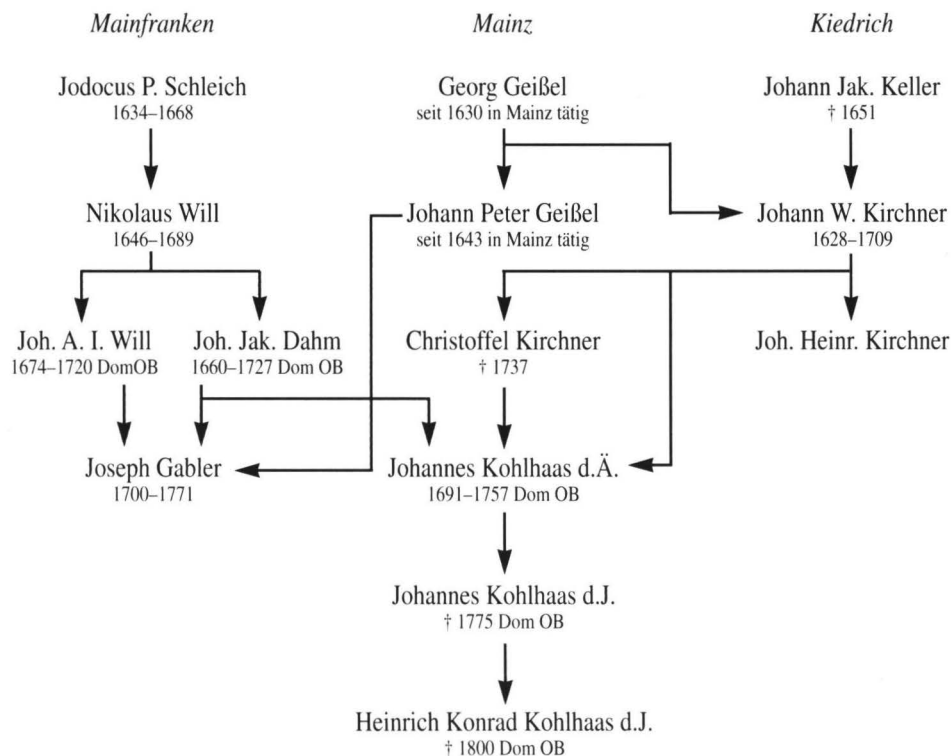 Mainfranken
Mainz
Kiedrich
Jodocus P. Schleich
1634–1668
Georg Geißel
seit 1630 in Mainz tätig
Johann Jak. Keller
† 1651
Nikolaus Will
1646–1689
Johann Peter Geißel
seit 1643 in Mainz tätig
Johann W. Kirchner
1628–1709
Joh. A. I. Will
1674–1720 DomOB
Joh. Jak. Dahm
1660–1727 Dom OB
Christoffel Kirchner
† 1737
Joh. Heinr. Kirchner
Joseph Gabler
1700–1771
Johannes Kohlhaas d.Ä.
1691–1757 Dom OB
Johannes Kohlhaas d.J.
† 1775 Dom OB
Heinrich Konrad Kohlhaas d.J.
† 1800 Dom OB